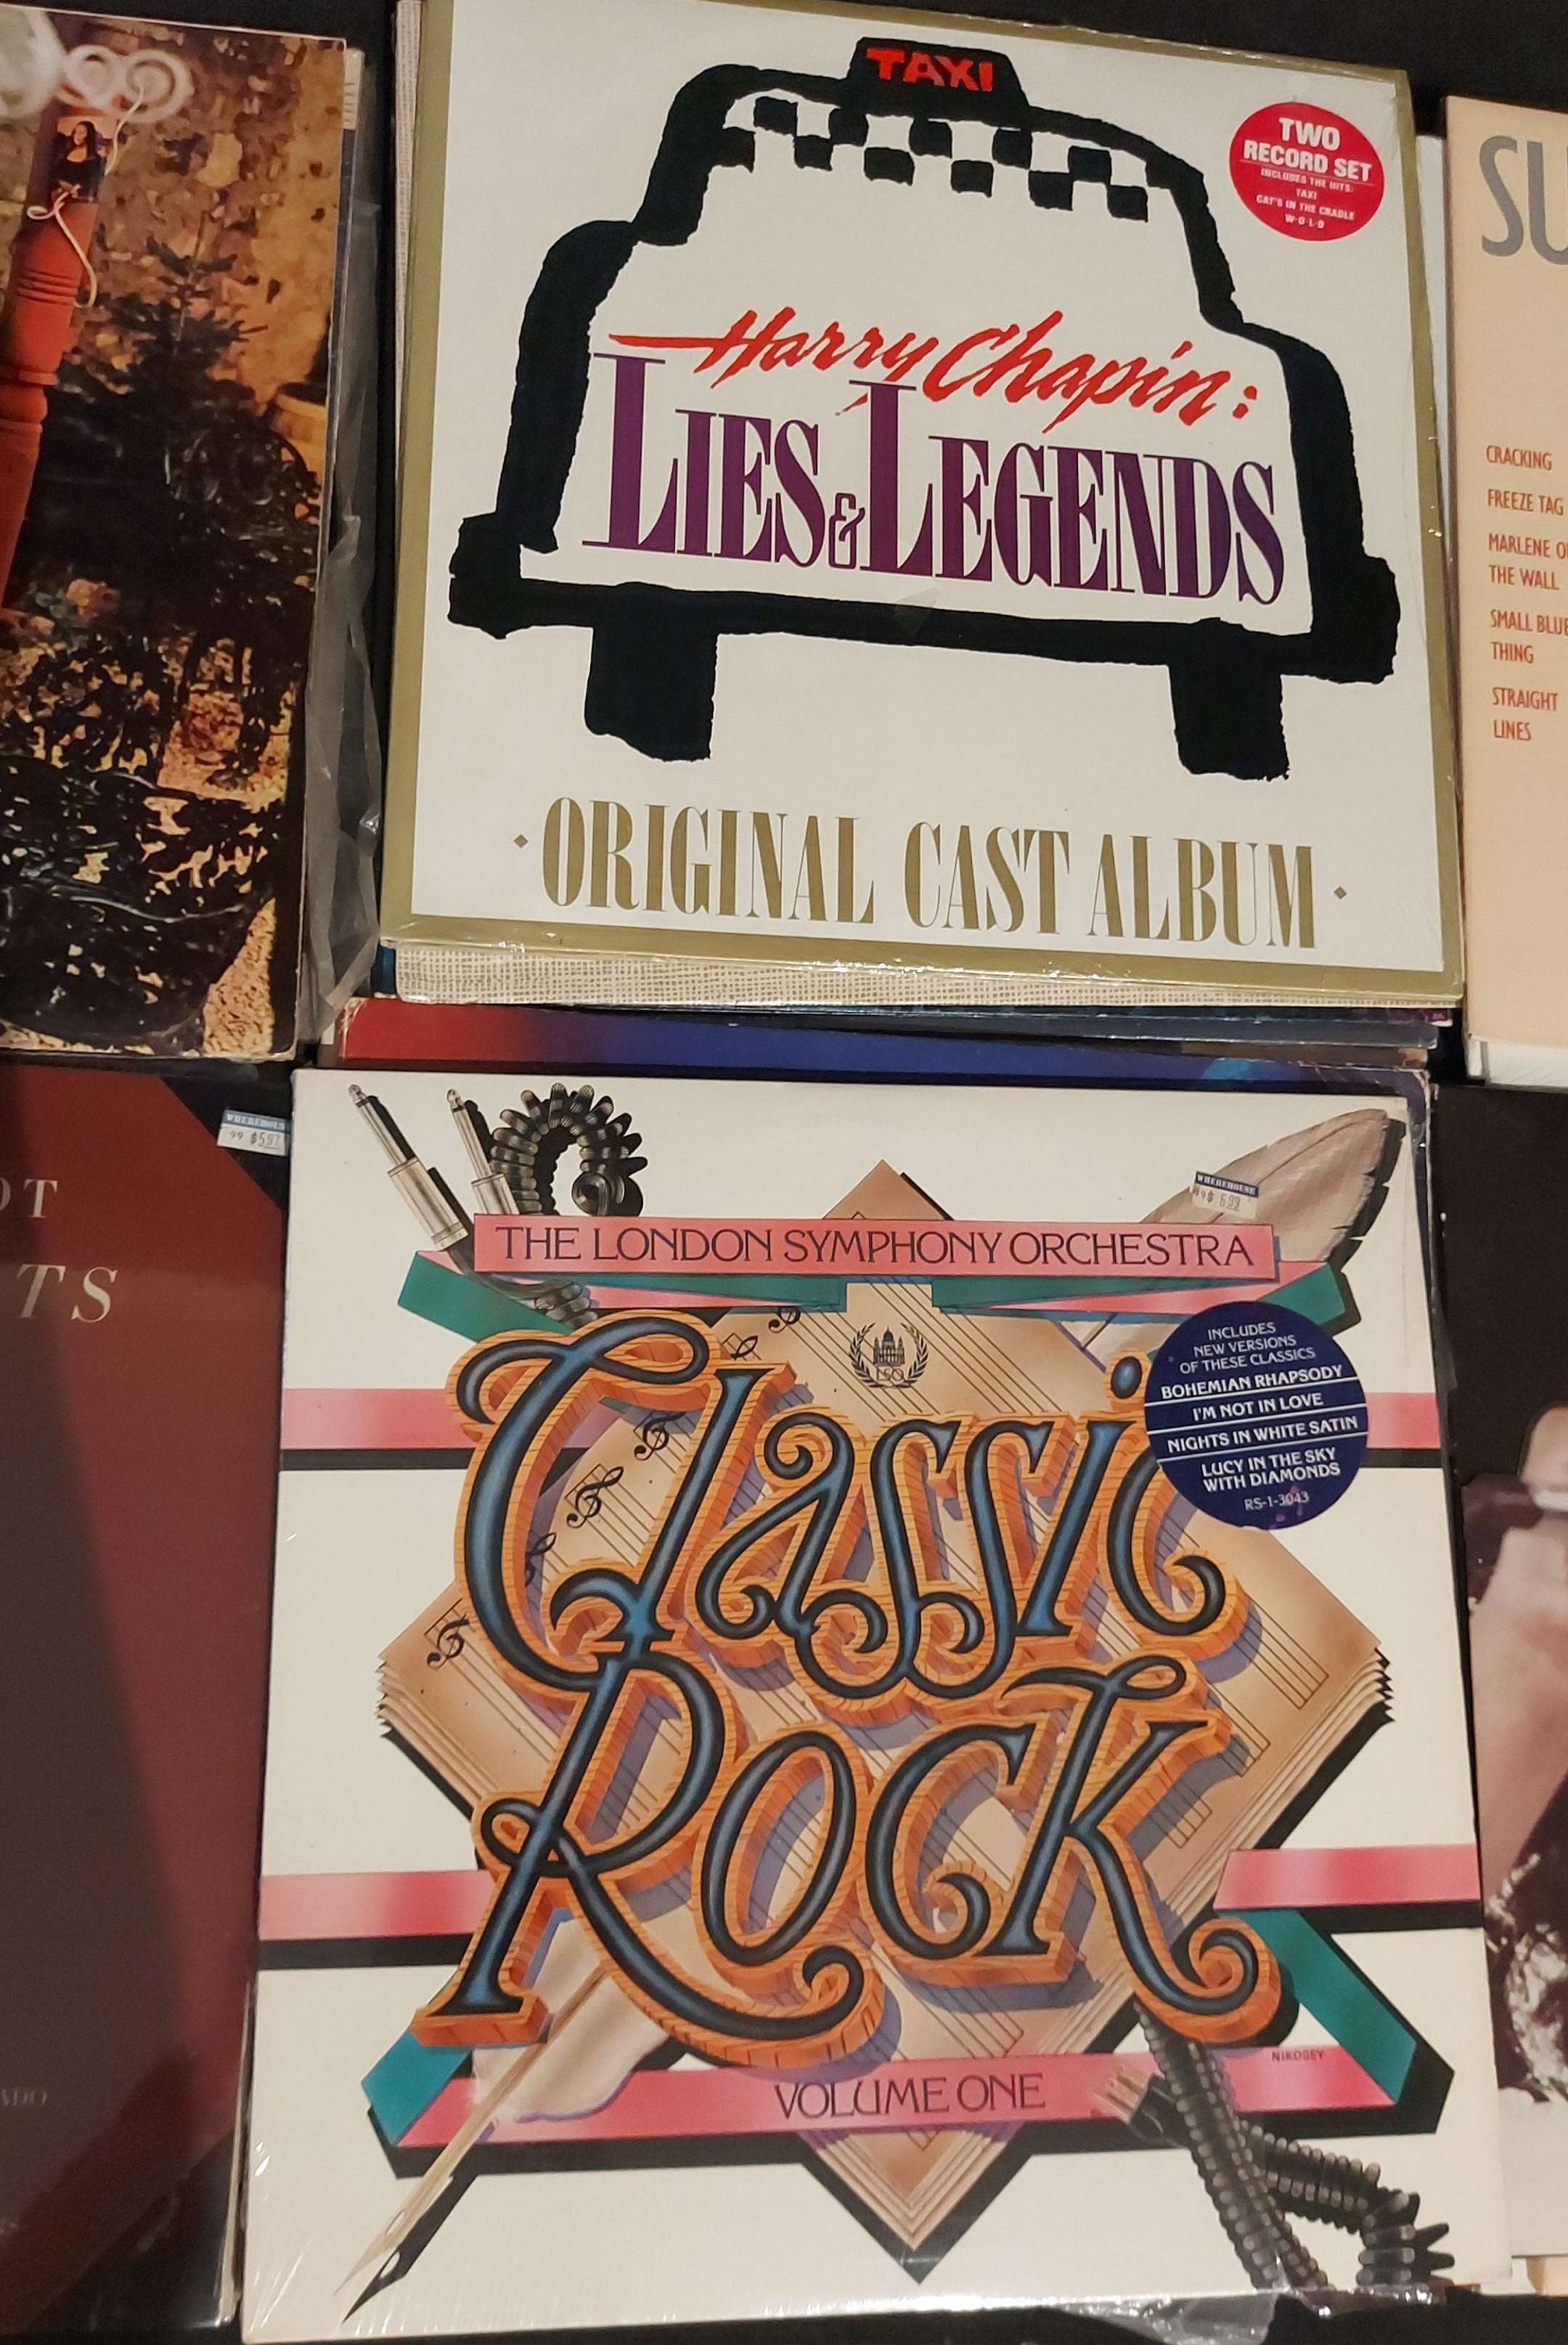 TAXI
TWO
RECORD SET
INCLUDES THE HITS:
TAXI
CAT'S IN THE CRADLE
W·O·L·D
Harry Chapin:
LIES & LEGENDS
·ORIGINAL CAST ALBUM·
SU
CRACKING
FREEZE TAG
MARLENE O
THE WALL
SMALL BLUE
THING
STRAIGHT
LINES
WHEREHOUS
99 $5.97
OT
TS
ADO
WHEREHOUSE
$6.99
THE LONDON SYMPHONY ORCHESTRA
LSO
INCLUDES
NEW VERSIONS
OF THESE CLASSICS
BOHEMIAN RHAPSODY
I'M NOT IN LOVE
NIGHTS IN WHITE SATIN
LUCY IN THE SKY
WITH DIAMONDS
RS-1-3043
Classic
Rock
NIKOSEY
VOLUME ONE